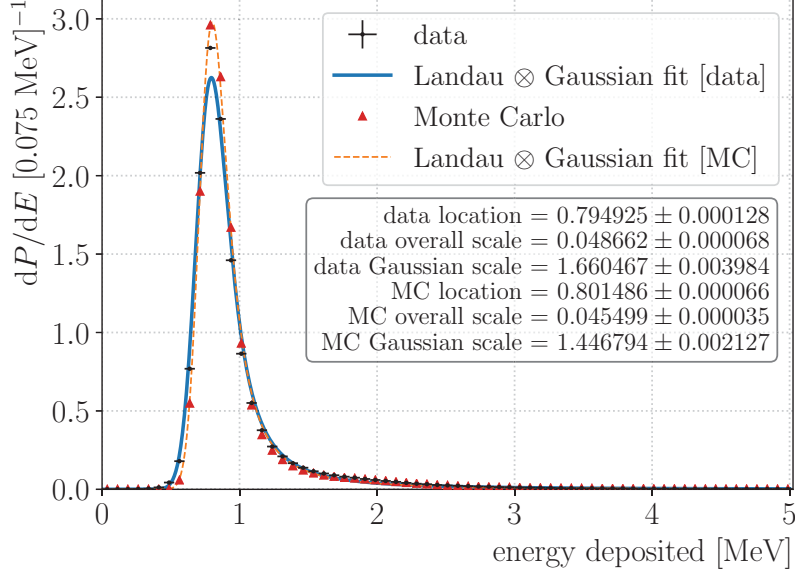 3.0
2.5
2.0
1.5
1.0
0.5
0.0
dP/dE [0.075 MeV]⁻¹
data
Landau ⊗ Gaussian fit [data]
Monte Carlo
Landau ⊗ Gaussian fit [MC]
data location = 0.794925 ± 0.000128
data overall scale = 0.048662 ± 0.000068
data Gaussian scale = 1.660467 ± 0.003984
MC location = 0.801486 ± 0.000066
MC overall scale = 0.045499 ± 0.000035
MC Gaussian scale = 1.446794 ± 0.002127
0 1 2 3 4 5
energy deposited [MeV]